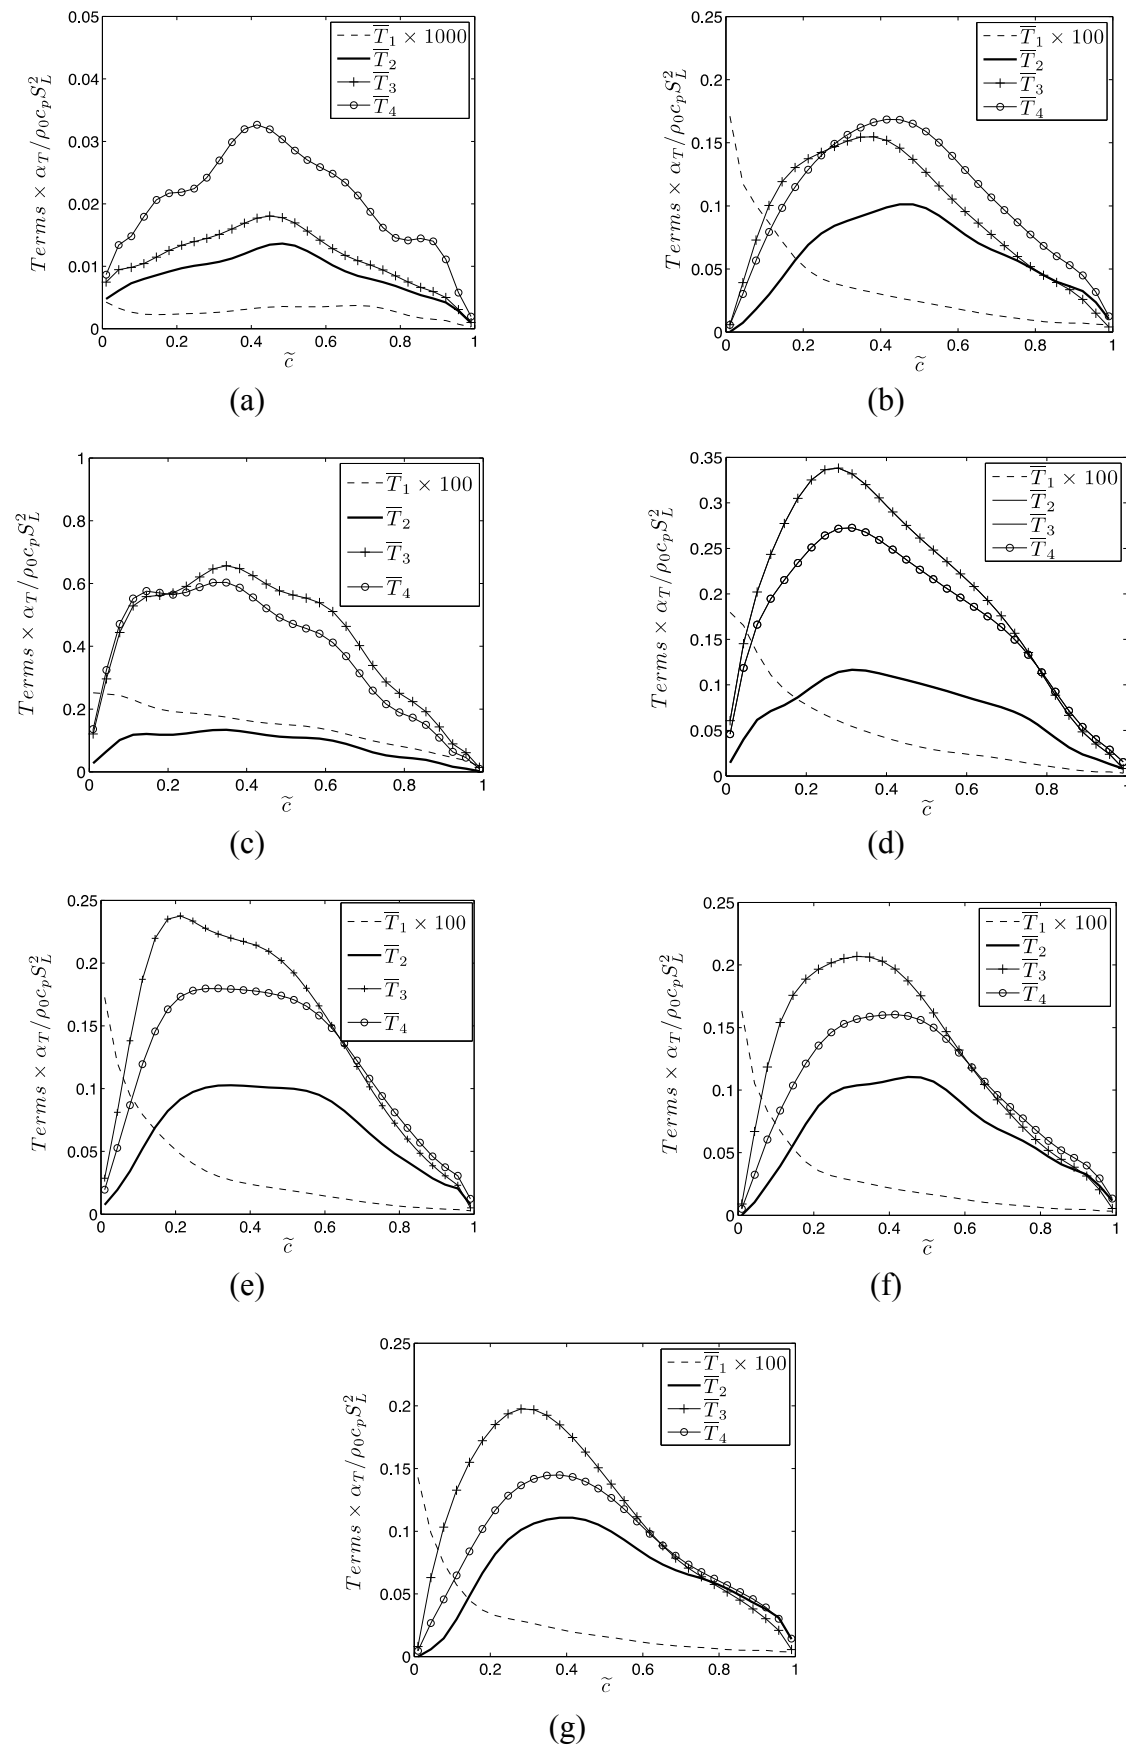 0.05
0.04
0.03
0.02
0.01
0
0 0.2 0.4 0.6 0.8 1
Terms × α_T/ρ_0c_pS_L^2
c̃
T̅_1 × 1000
T̅_2
T̅_3
T̅_4
(a)
0.25
0.2
0.15
0.1
0.05
0
0 0.2 0.4 0.6 0.8 1
Terms × α_T/ρ_0c_pS_L^2
c̃
T̅_1 × 100
T̅_2
T̅_3
T̅_4
(b)
1
0.8
0.6
0.4
0.2
0
0 0.2 0.4 0.6 0.8 1
Terms × α_T/ρ_0c_pS_L^2
c̃
T̅_1 × 100
T̅_2
T̅_3
T̅_4
(c)
0.35
0.3
0.25
0.2
0.15
0.1
0.05
0
0 0.2 0.4 0.6 0.8 1
Terms × α_T/ρ_0c_pS_L^2
c̃
T̅_1 × 100
T̅_2
T̅_3
T̅_4
(d)
0.25
0.2
0.15
0.1
0.05
0
0 0.2 0.4 0.6 0.8 1
Terms × α_T/ρ_0c_pS_L^2
c̃
T̅_1 × 100
T̅_2
T̅_3
T̅_4
(e)
0.25
0.2
0.15
0.1
0.05
0
0 0.2 0.4 0.6 0.8 1
Terms × α_T/ρ_0c_pS_L^2
c̃
T̅_1 × 100
T̅_2
T̅_3
T̅_4
(f)
0.25
0.2
0.15
0.1
0.05
0
0 0.2 0.4 0.6 0.8 1
Terms × α_T/ρ_0c_pS_L^2
c̃
T̅_1 × 100
T̅_2
T̅_3
T̅_4
(g)